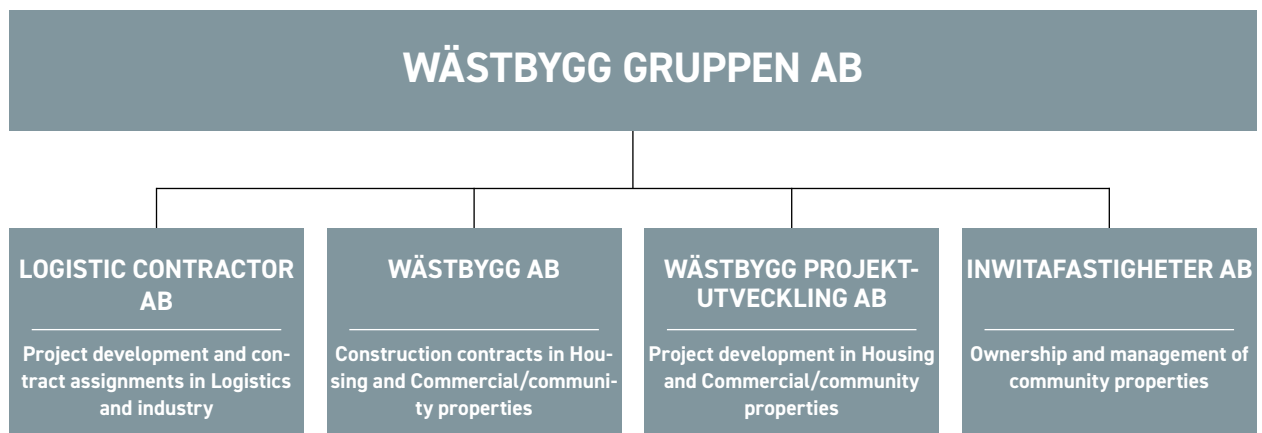 WÄSTBYGG GRUPPEN AB
LOGISTIC CONTRACTOR
AB
Project development and con-
tract assignments in Logistics
and industry
WÄSTBYGG AB
Construction contracts in Hou-
sing and Commercial/communi-
ty properties
WÄSTBYGG PROJEKT-
UTVECKLING AB
Project development in Housing
and Commercial/community
properties
INWITAFASTIGHETER AB
Ownership and management of
community properties